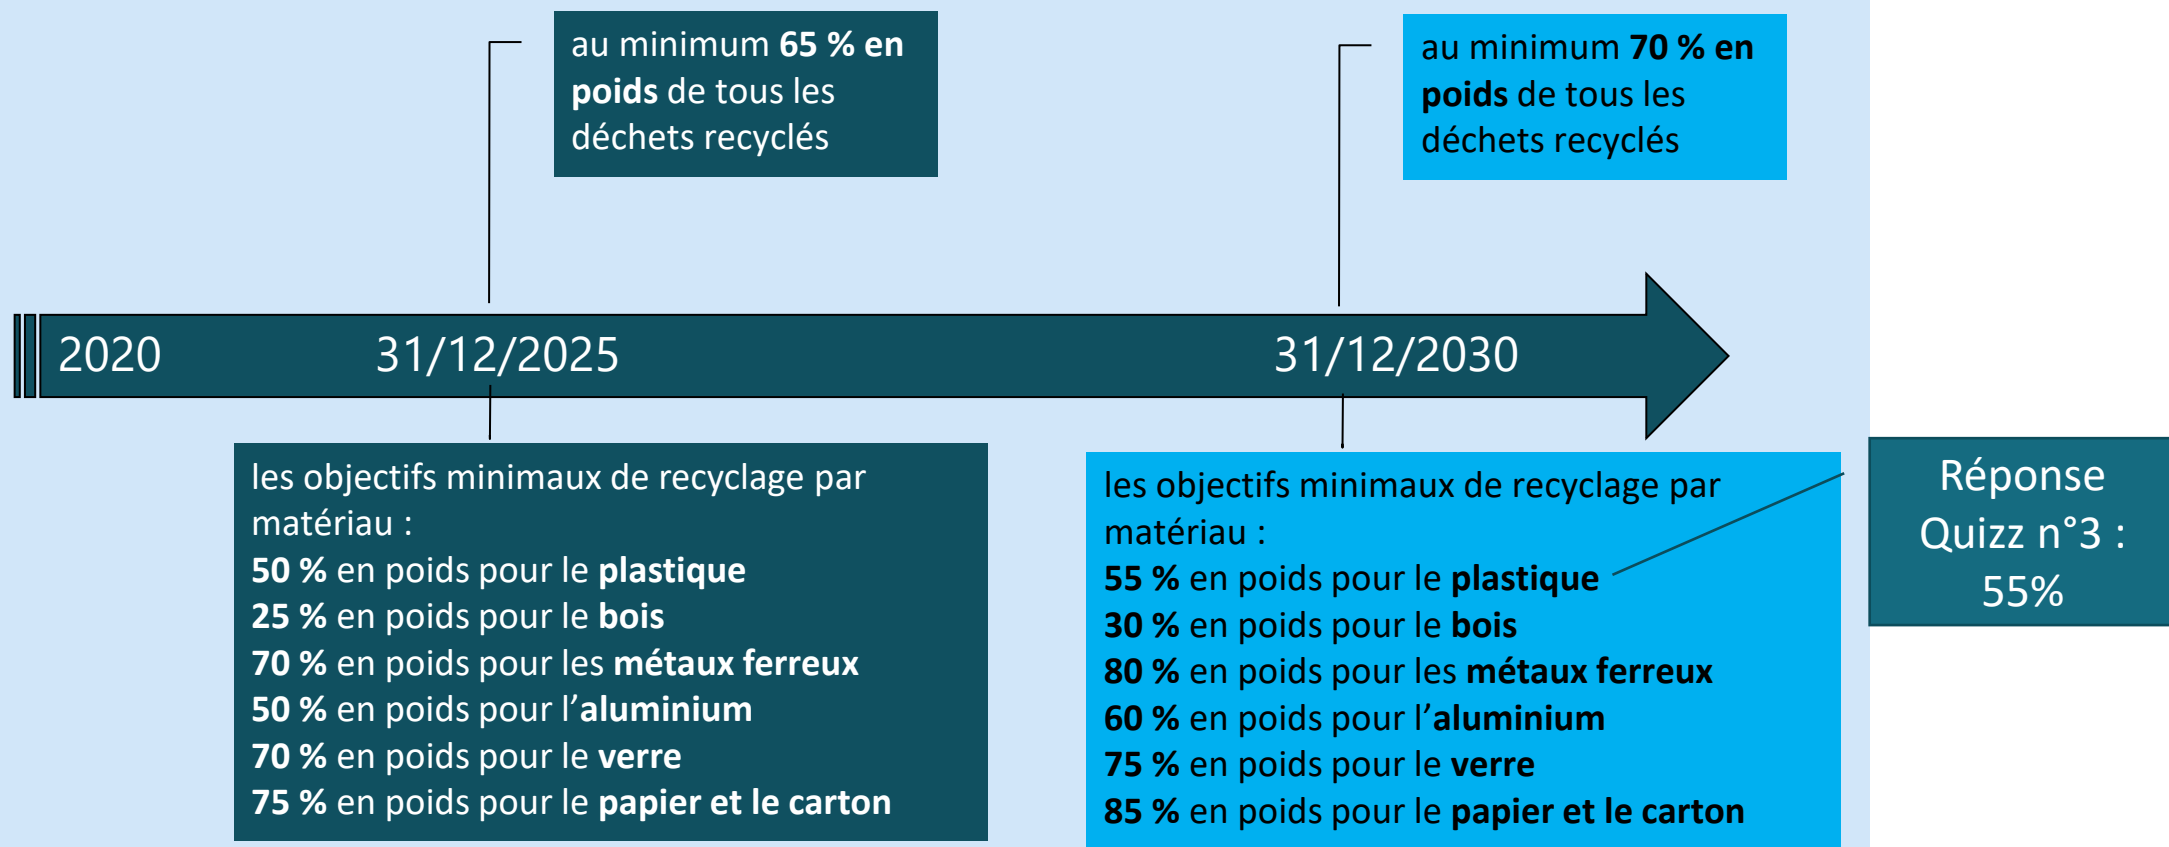 au minimum 65 % en
poids de tous les
déchets recyclés
au minimum 70 % en
poids de tous les
déchets recyclés
2020
31/12/2025
31/12/2030
les objectifs minimaux de recyclage par
matériau :
50 % en poids pour le plastique
25 % en poids pour le bois
70 % en poids pour les métaux ferreux
50 % en poids pour l’aluminium
70 % en poids pour le verre
75 % en poids pour le papier et le carton
les objectifs minimaux de recyclage par
matériau :
55 % en poids pour le plastique
30 % en poids pour le bois
80 % en poids pour les métaux ferreux
60 % en poids pour l’aluminium
75 % en poids pour le verre
85 % en poids pour le papier et le carton
Réponse
Quizz n°3 :
55%